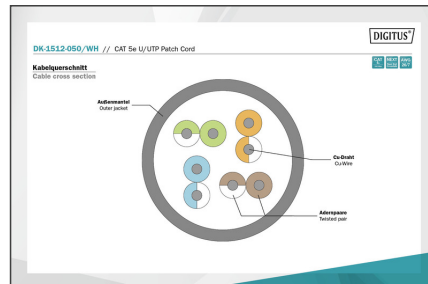 DIGITUS®
DK-1512-050/WH // CAT 5e U/UTP Patch Cord
Kabelquerschnitt
Cable cross section
Außenmantel
Outer jacket
Cu-Draht
Cu-Wire
Aderspaare
Twisted pair